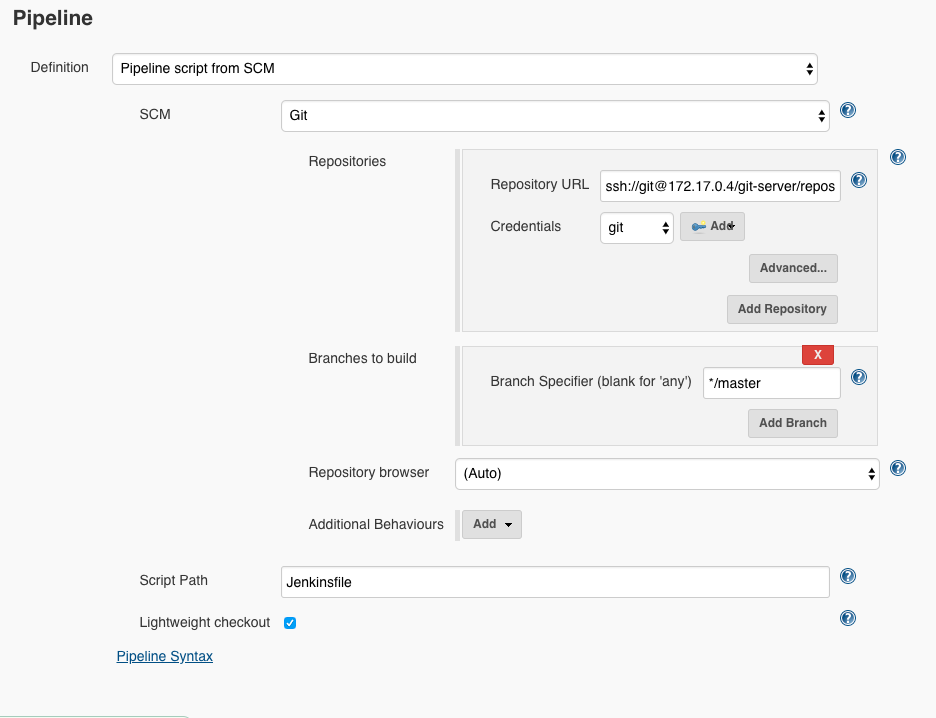 Pipeline
Definition Pipeline script from SCM
SCM Git
Repositories
Repository URL ssh://git@172.17.0.4/git-server/repos
Credentials git Add
Advanced...
Add Repository
Branches to build
X
Branch Specifier (blank for 'any') */master
Add Branch
Repository browser (Auto)
Additional Behaviours Add
Script Path Jenkinsfile
Lightweight checkout
Pipeline Syntax